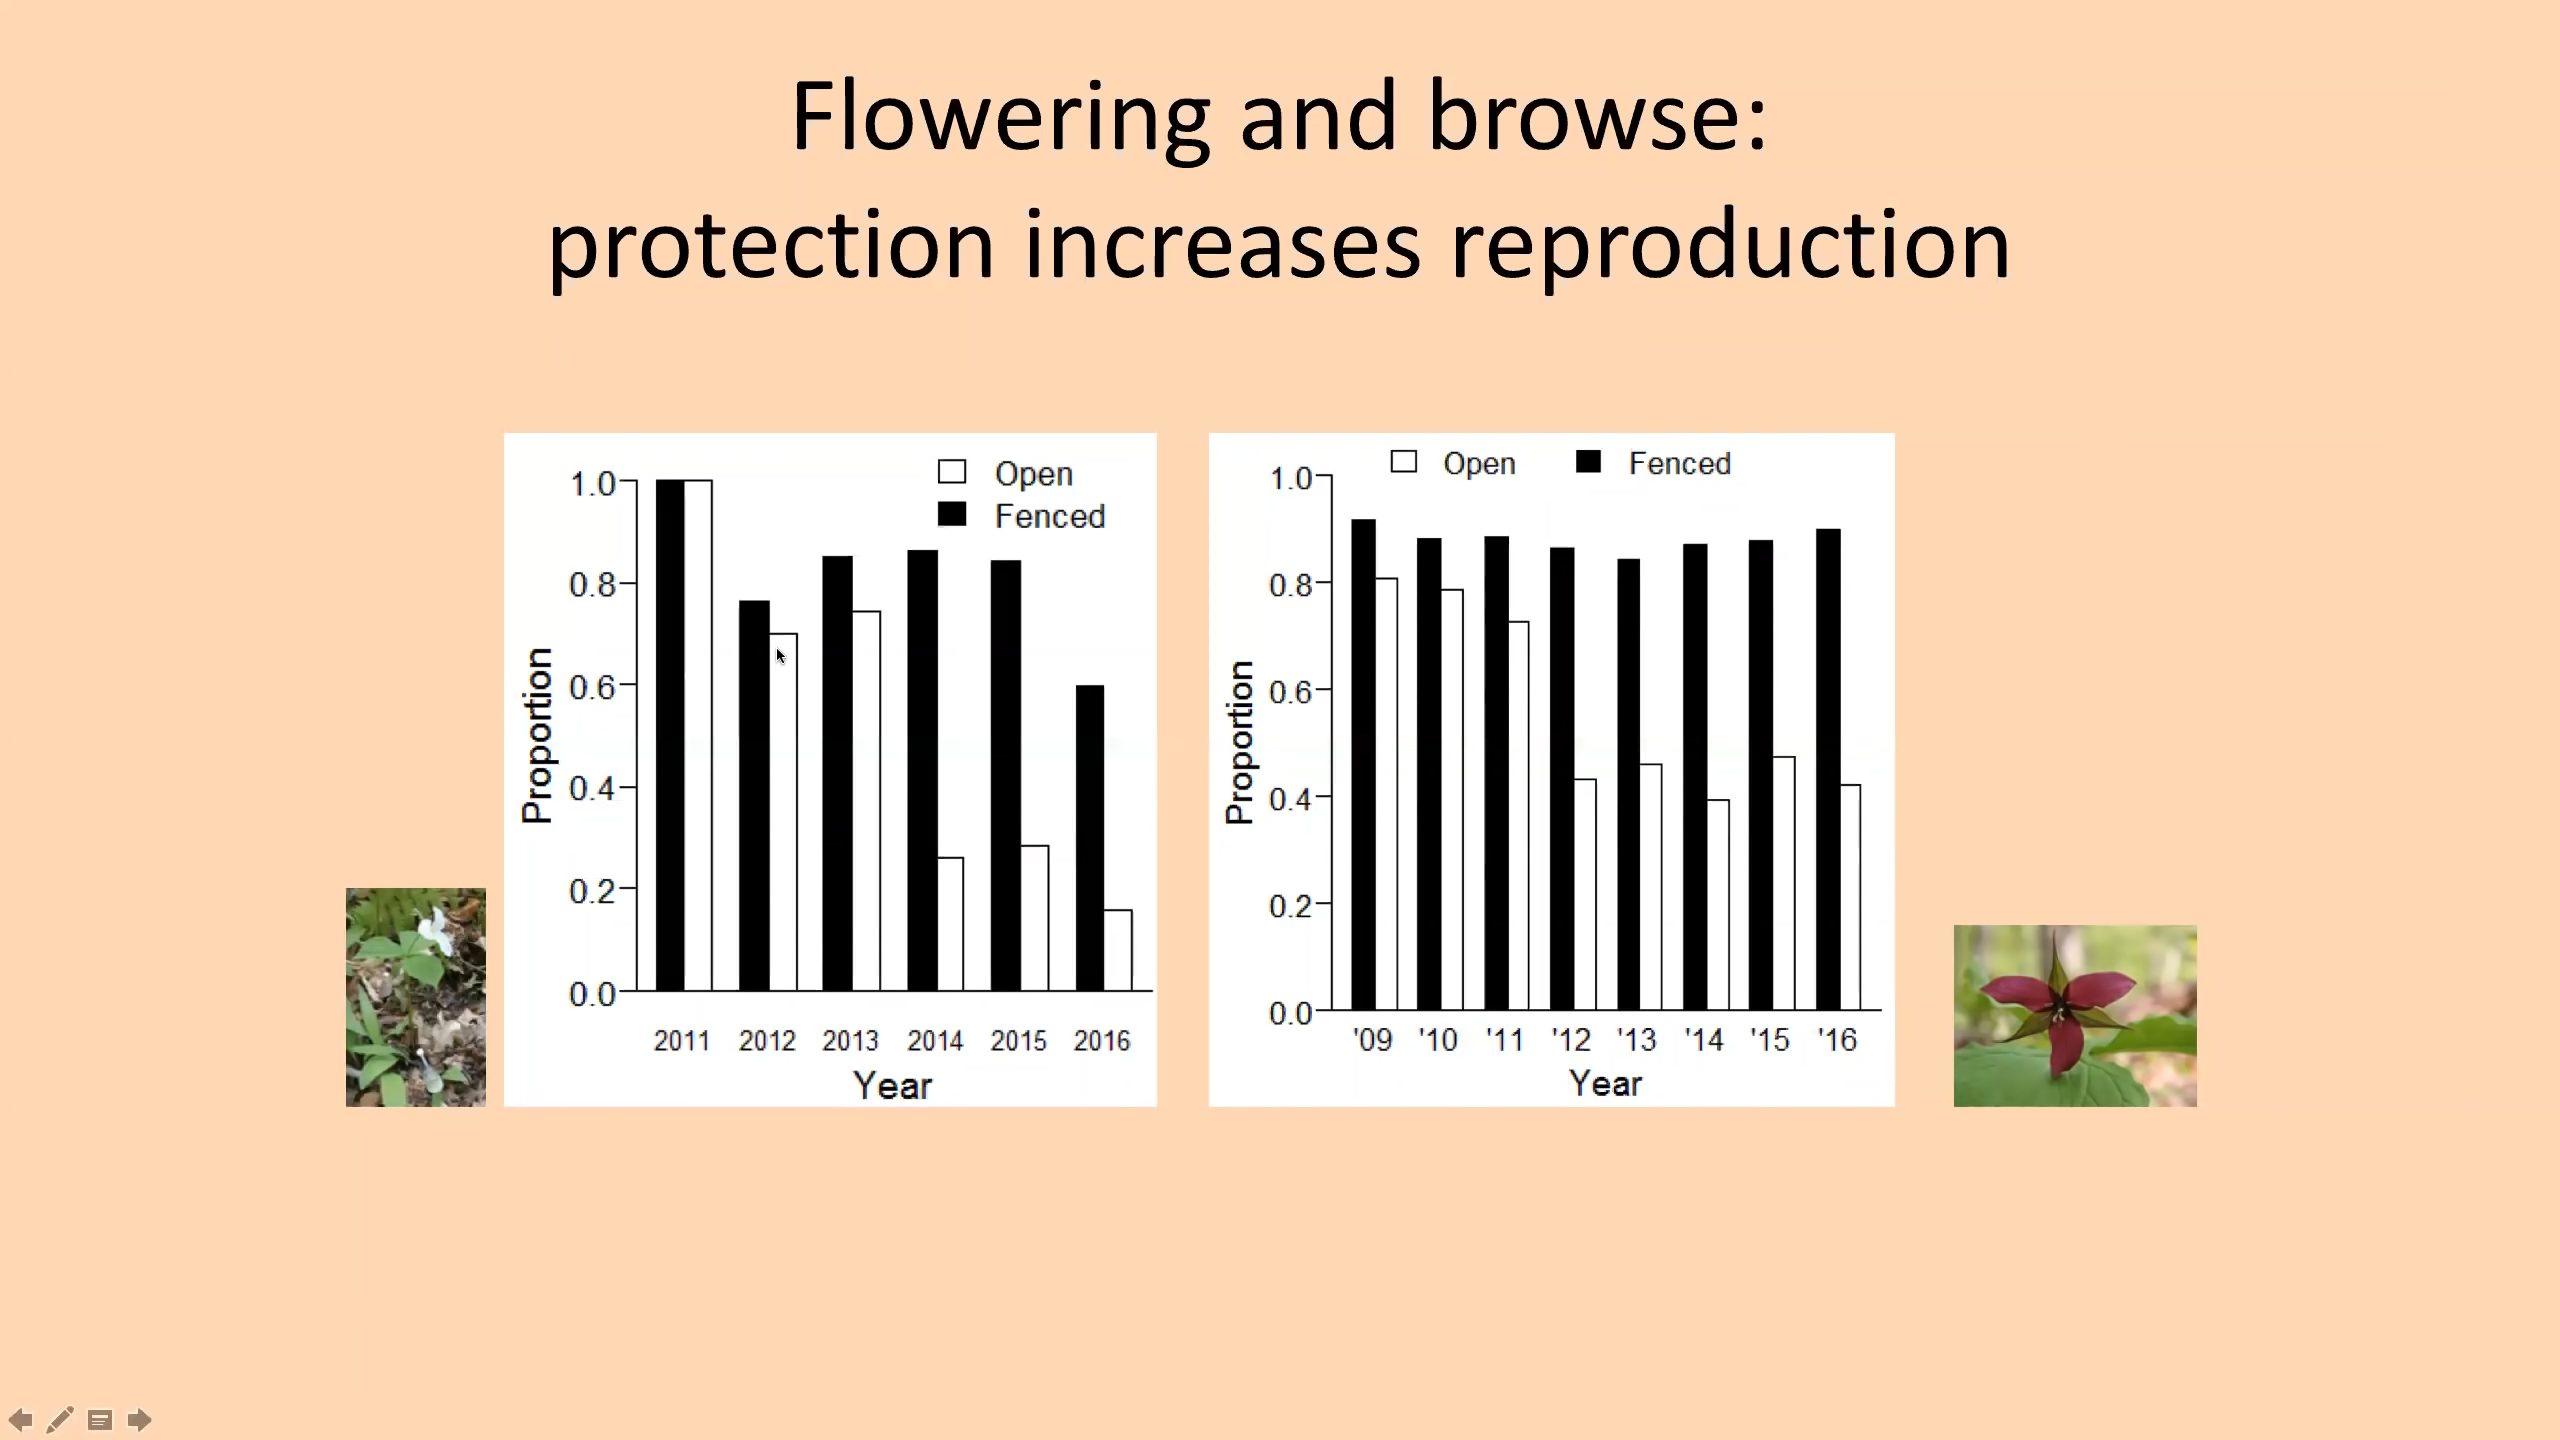 Flowering and browse:
protection increases reproduction
Open
Fenced
1.0
0.8
0.6
0.4
0.2
0.0
Proportion
2011 2012 2013 2014 2015 2016
Year
Open Fenced
1.0
0.8
0.6
0.4
0.2
0.0
Proportion
'09 '10 '11 '12 '13 '14 '15 '16
Year